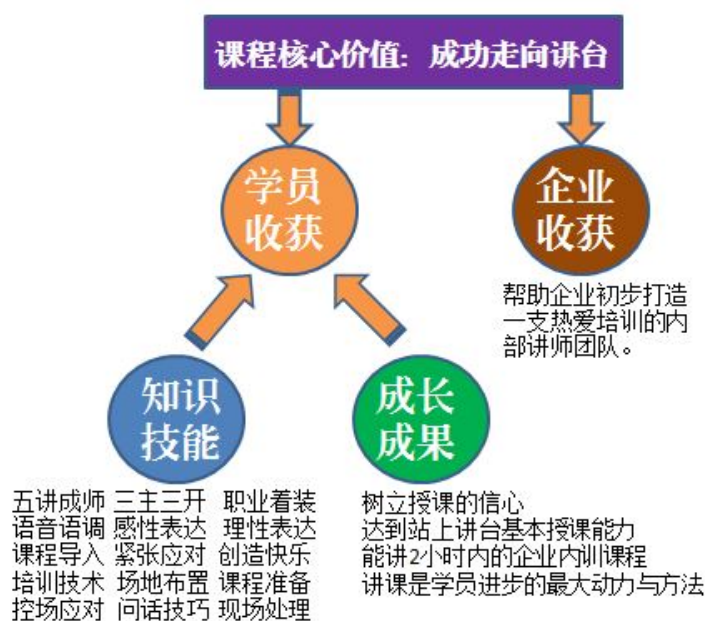 课程核心价值：成功走向讲台
学员
收获
企业
收获
帮助企业初步打造
一支热爱培训的内
部讲师团队。
知识
技能
成长
成果
五讲成师 三主三开 职业着装
语音语调 感性表达 理性表达
课程导入 紧张应对 创造快乐
培训技术 场地布置 课程准备
控场应对 问话技巧 现场处理
树立授课的信心
达到站上讲台基本授课能力
能讲2小时内的企业内训课程
讲课是学员进步的最大动力与方法